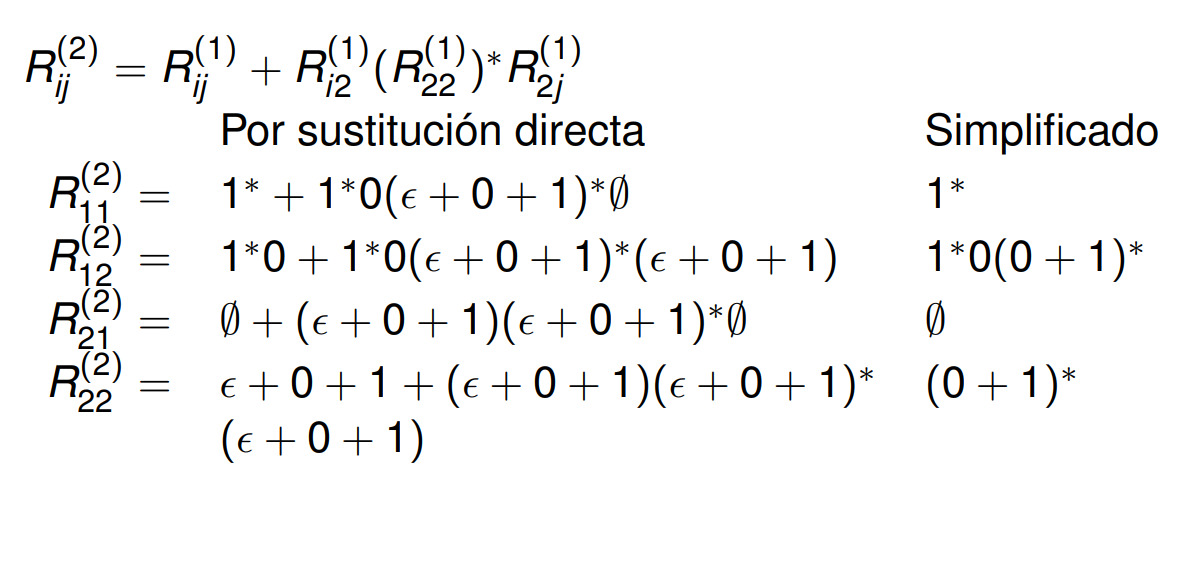 R_{ij}^{(2)} = R_{ij}^{(1)} + R_{i2}^{(1)}(R_{22}^{(1)})*R_{2j}^{(1)}
Por sustitución directa Simplificado
R_{11}^{(2)} = 1* + 1*0(ϵ + 0 + 1)*∅ 1*
R_{12}^{(2)} = 1*0 + 1*0(ϵ + 0 + 1)*(ϵ + 0 + 1) 1*0(0 + 1)*
R_{21}^{(2)} = ∅ + (ϵ + 0 + 1)(ϵ + 0 + 1)*∅ ∅
R_{22}^{(2)} = ϵ + 0 + 1 + (ϵ + 0 + 1)(ϵ + 0 + 1)* (0 + 1)*
(ϵ + 0 + 1)